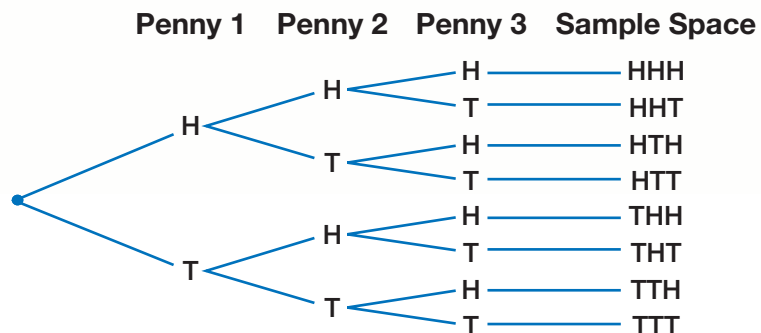 Penny 1 Penny 2 Penny 3 Sample Space
H HHH
H
T HHT
H
H HTH
T
T HTT
H THH
H
T THT
T
H TTH
T
T TTT